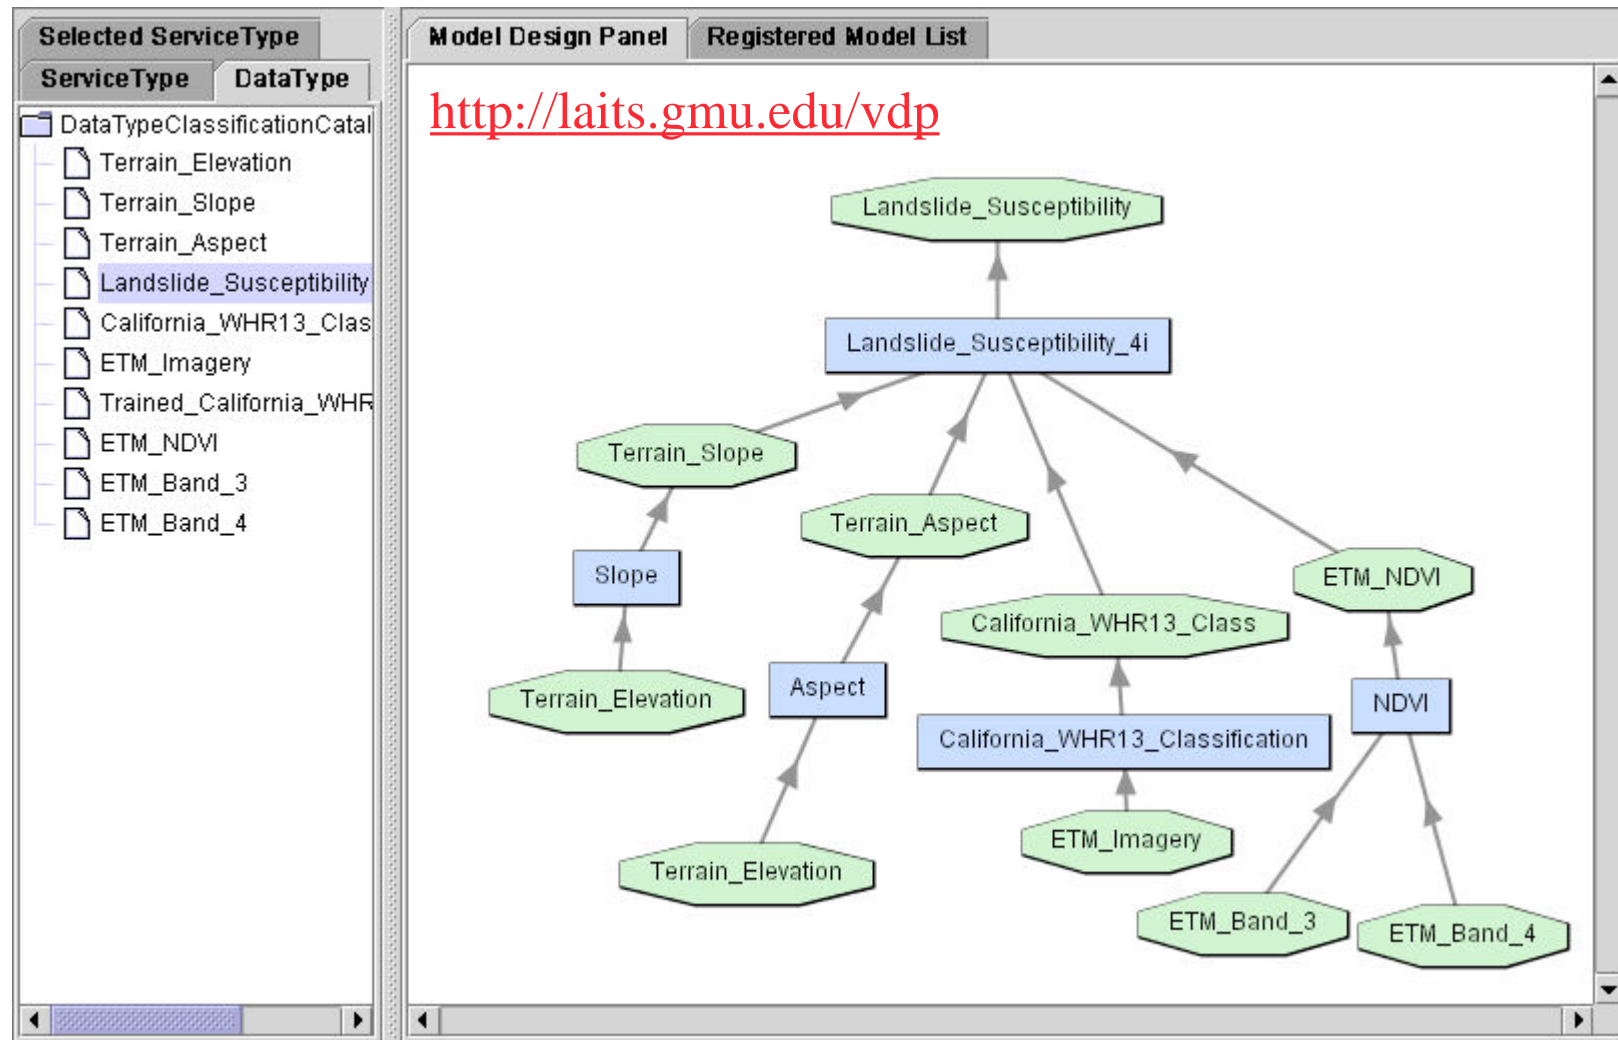 Selected ServiceType
ServiceType DataType
DataTypeClassificationCatal
Terrain_Elevation
Terrain_Slope
Terrain_Aspect
Landslide_Susceptibility
California_WHR13_Clas
ETM_Imagery
Trained_California_WHR
ETM_NDVI
ETM_Band_3
ETM_Band_4
Model Design Panel Registered Model List
http://laits.gmu.edu/vdp
Landslide_Susceptibility
Landslide_Susceptibility_4i
Terrain_Slope
Terrain_Aspect
Slope
ETM_NDVI
California_WHR13_Class
Terrain_Elevation
Aspect
NDVI
California_WHR13_Classification
ETM_Imagery
Terrain_Elevation
ETM_Band_3
ETM_Band_4